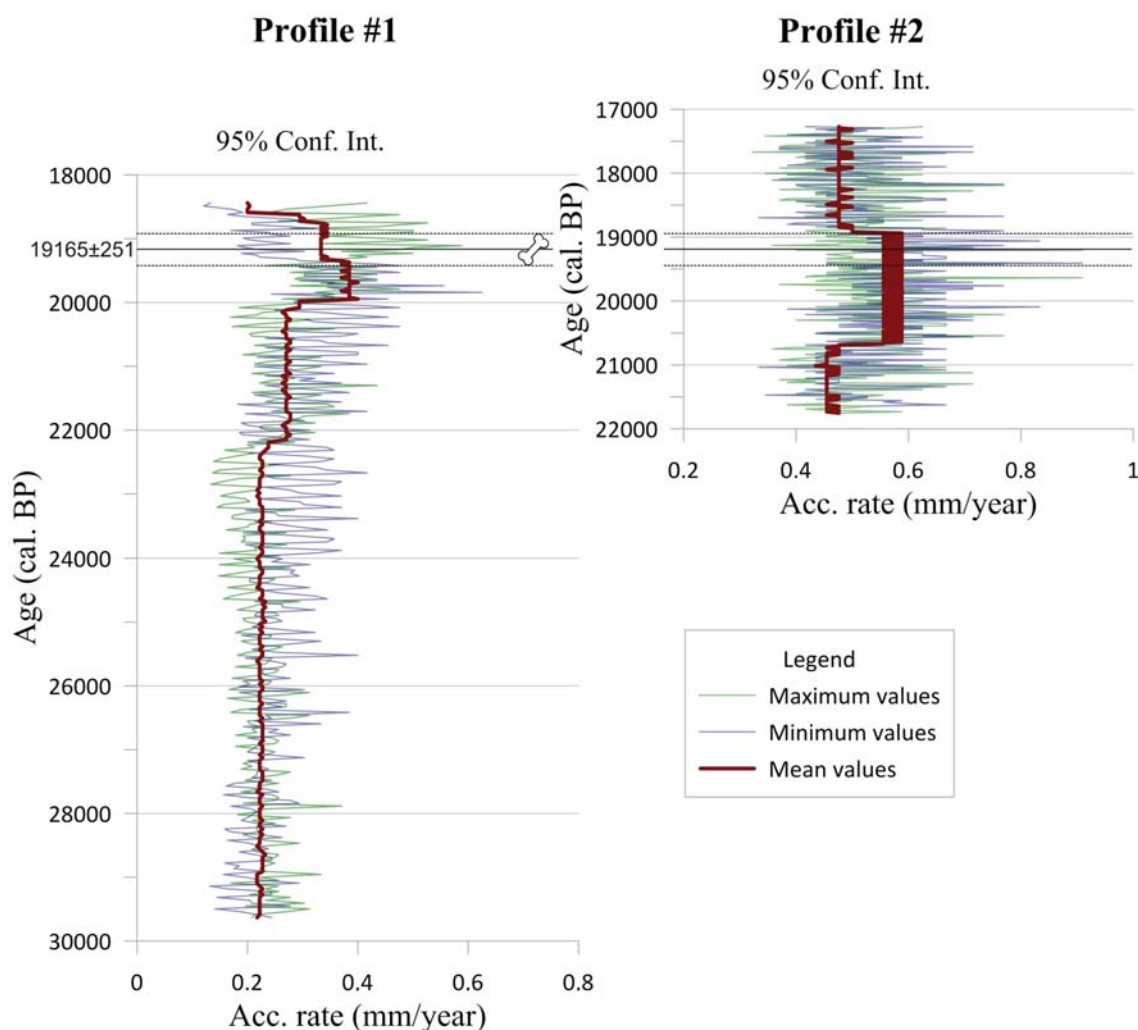 Profile #1
95% Conf. Int.
18000
19165±251
20000
22000
24000
26000
28000
30000
Age (cal. BP)
0 0.2 0.4 0.6 0.8
Acc. rate (mm/year)
Profile #2
95% Conf. Int.
17000
18000
19000
20000
21000
22000
Age (cal. BP)
0.2 0.4 0.6 0.8 1
Acc. rate (mm/year)
Legend
Maximum values
Minimum values
Mean values